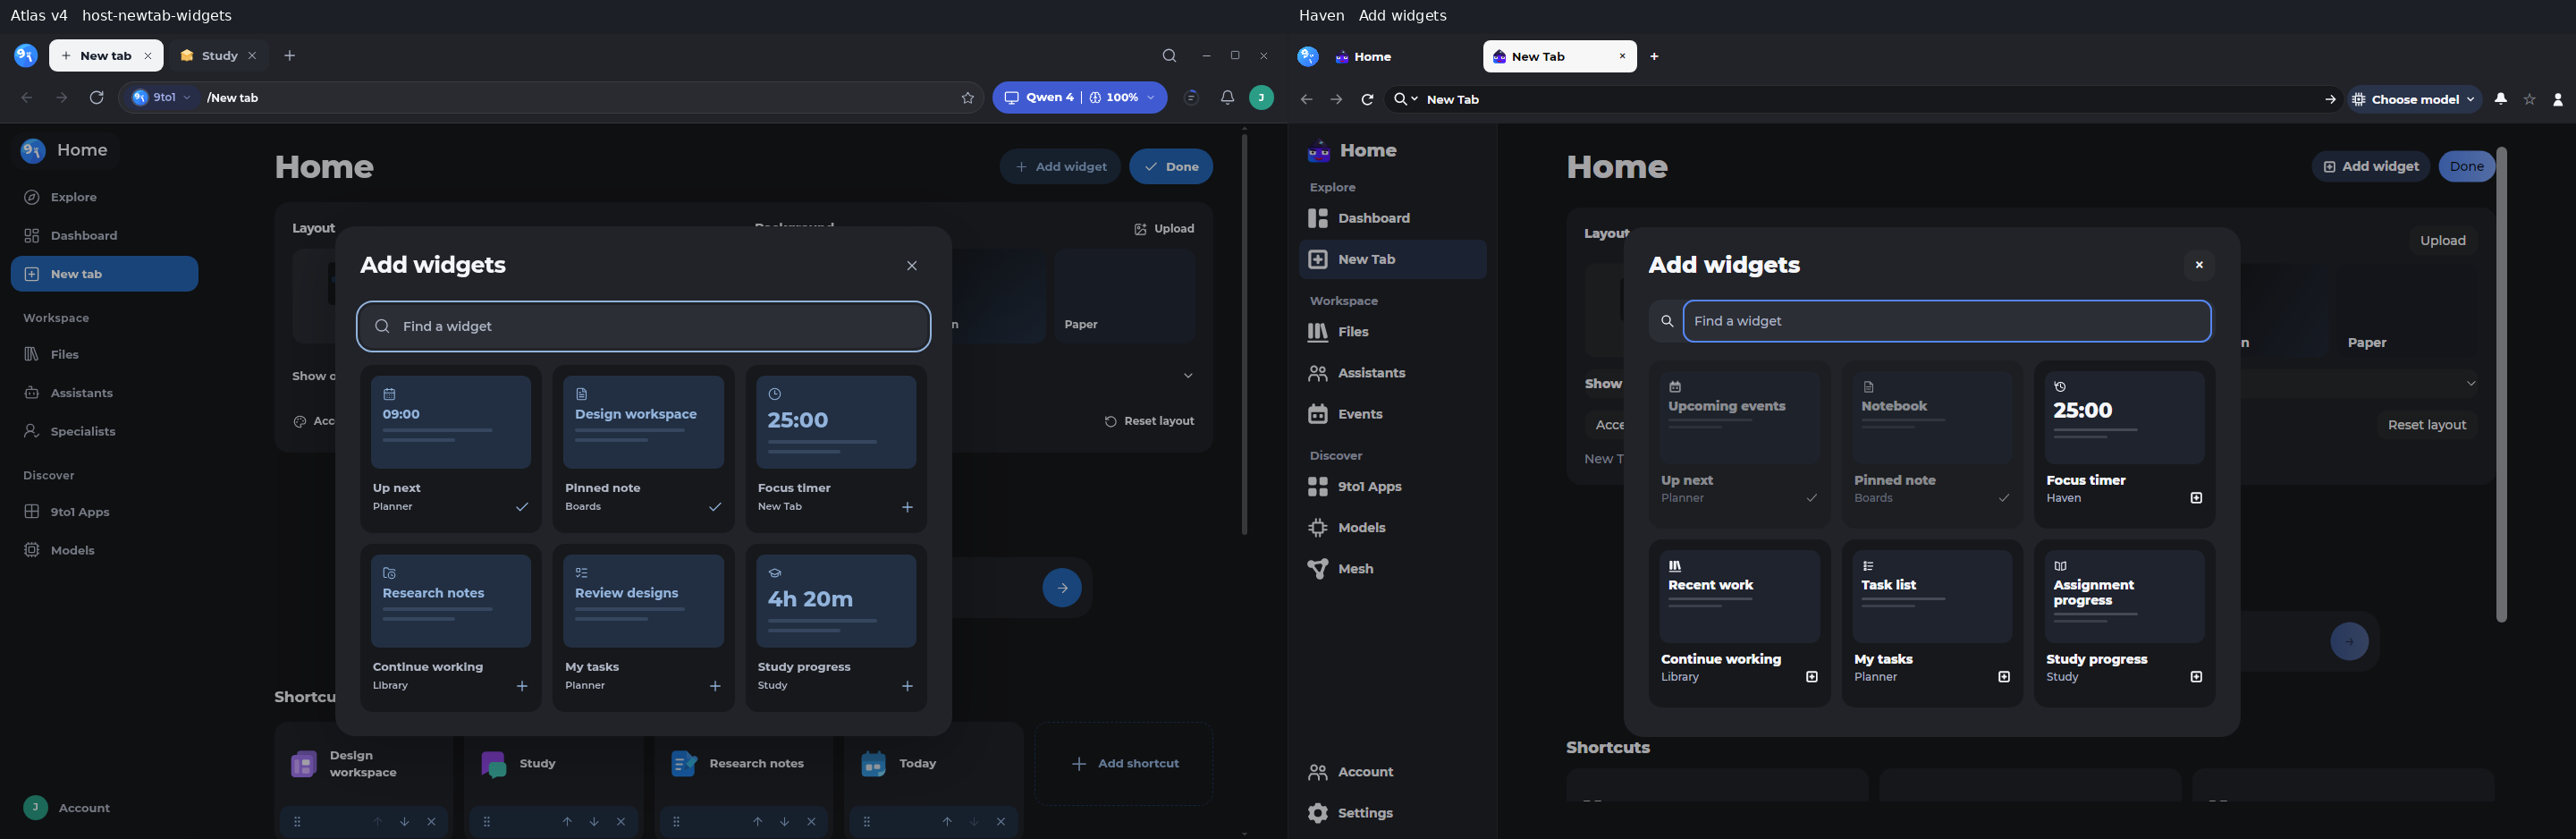 Atlas v4 host-newtab-widgets
New tab
Study
9to1
/New tab
Qwen 4
100%
J
Home
Explore
Dashboard
New tab
Workspace
Files
Assistants
Specialists
Discover
9to1 Apps
Models
J
Account
Home
Add widget
Done
Layout
Upload
n
Paper
Show o
Acc
Reset layout
Add widgets
Find a widget
09:00
Up next
Planner
Design workspace
Pinned note
Boards
25:00
Focus timer
New Tab
Research notes
Continue working
Library
Review designs
My tasks
Planner
4h 20m
Study progress
Study
Shortcu
Design
workspace
Study
Research notes
Today
Add shortcut
Haven Add widgets
Home
New Tab
New Tab
Choose model
Home
Explore
Dashboard
New Tab
Workspace
Files
Assistants
Events
Discover
9to1 Apps
Models
Mesh
Account
Settings
Home
Add widget
Done
Layou
Upload
n
Paper
Show
Acce
Reset layout
New T
Add widgets
Find a widget
Upcoming events
Up next
Planner
Notebook
Pinned note
Boards
25:00
Focus timer
Haven
Recent work
Continue working
Library
Task list
My tasks
Planner
Assignment
progress
Study progress
Study
Shortcuts